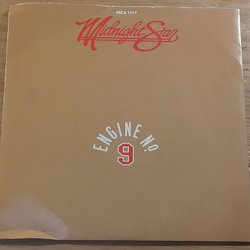 MCA 1117
Midnight Star
ENGINE NO.
9